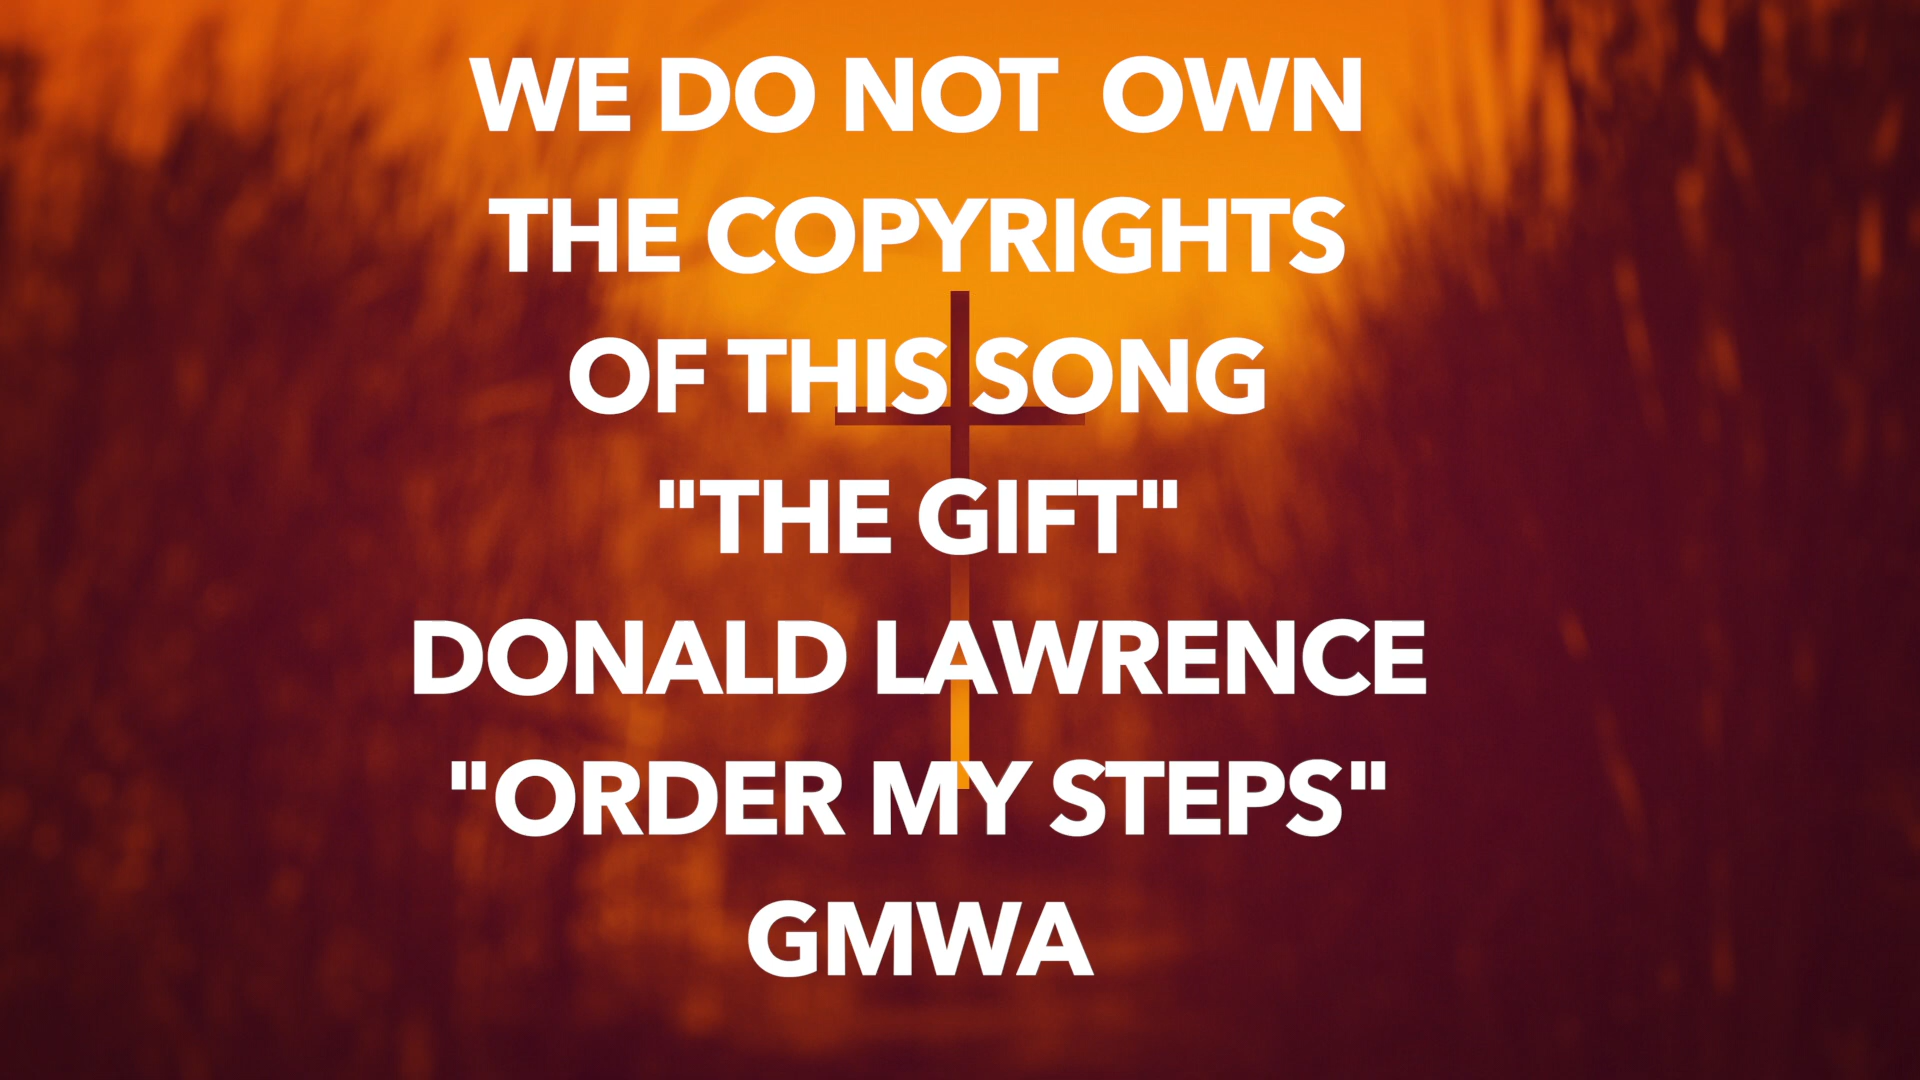 WE DO NOT OWN
THE COPYRIGHTS
OF THIS SONG
"THE GIFT"
DONALD LAWRENCE
"ORDER MY STEPS"
GMWA